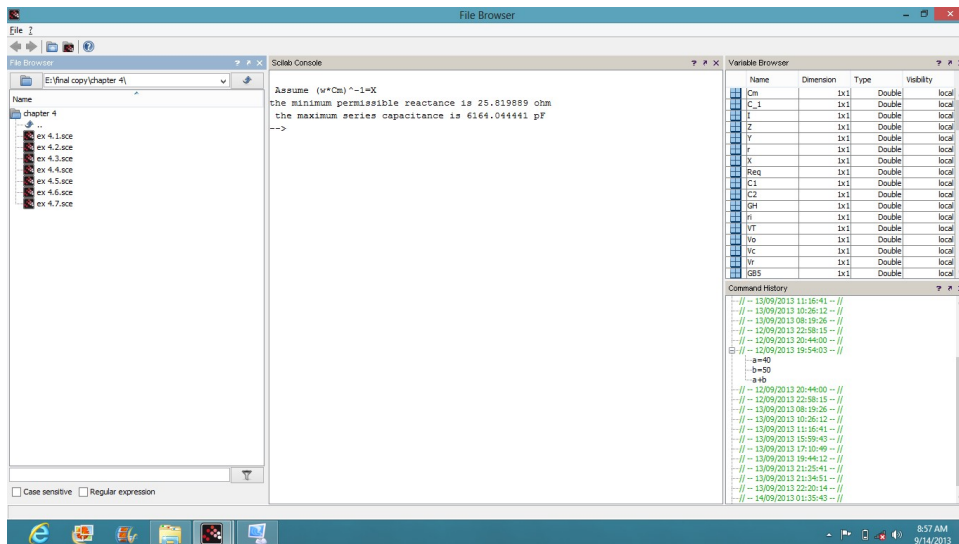 File Browser
File ?
File Browser
E:\final copy\chapter 4\
Name
chapter 4
..
ex 4.1.sce
ex 4.2.sce
ex 4.3.sce
ex 4.4.sce
ex 4.5.sce
ex 4.6.sce
ex 4.7.sce
Case sensitive Regular expression
Scilab Console
Assume (w*Cm)^-1=X
the minimum permissible reactance is 25.819889 ohm
the maximum series capacitance is 6164.044441 pF
-->
Variable Browser
Name Dimension Type Visibility
Cm 1x1 Double local
C_1 1x1 Double local
I 1x1 Double local
Z 1x1 Double local
Y 1x1 Double local
r 1x1 Double local
X 1x1 Double local
Req 1x1 Double local
C1 1x1 Double local
C2 1x1 Double local
GH 1x1 Double local
ri 1x1 Double local
VT 1x1 Double local
Vo 1x1 Double local
Vc 1x1 Double local
Vr 1x1 Double local
GB5 1x1 Double local
Command History
// -- 13/09/2013 11:16:41 -- //
// -- 13/09/2013 10:26:12 -- //
// -- 13/09/2013 08:19:26 -- //
// -- 12/09/2013 22:58:15 -- //
// -- 12/09/2013 20:44:00 -- //
// -- 12/09/2013 19:54:03 -- //
a=40
b=50
a+b
// -- 12/09/2013 20:44:00 -- //
// -- 12/09/2013 22:58:15 -- //
// -- 13/09/2013 08:19:26 -- //
// -- 13/09/2013 10:26:12 -- //
// -- 13/09/2013 11:16:41 -- //
// -- 13/09/2013 15:59:43 -- //
// -- 13/09/2013 17:10:49 -- //
// -- 13/09/2013 19:44:12 -- //
// -- 13/09/2013 21:25:41 -- //
// -- 13/09/2013 21:34:51 -- //
// -- 13/09/2013 22:20:14 -- //
// -- 14/09/2013 01:35:43 -- //
8:57 AM
9/14/2013